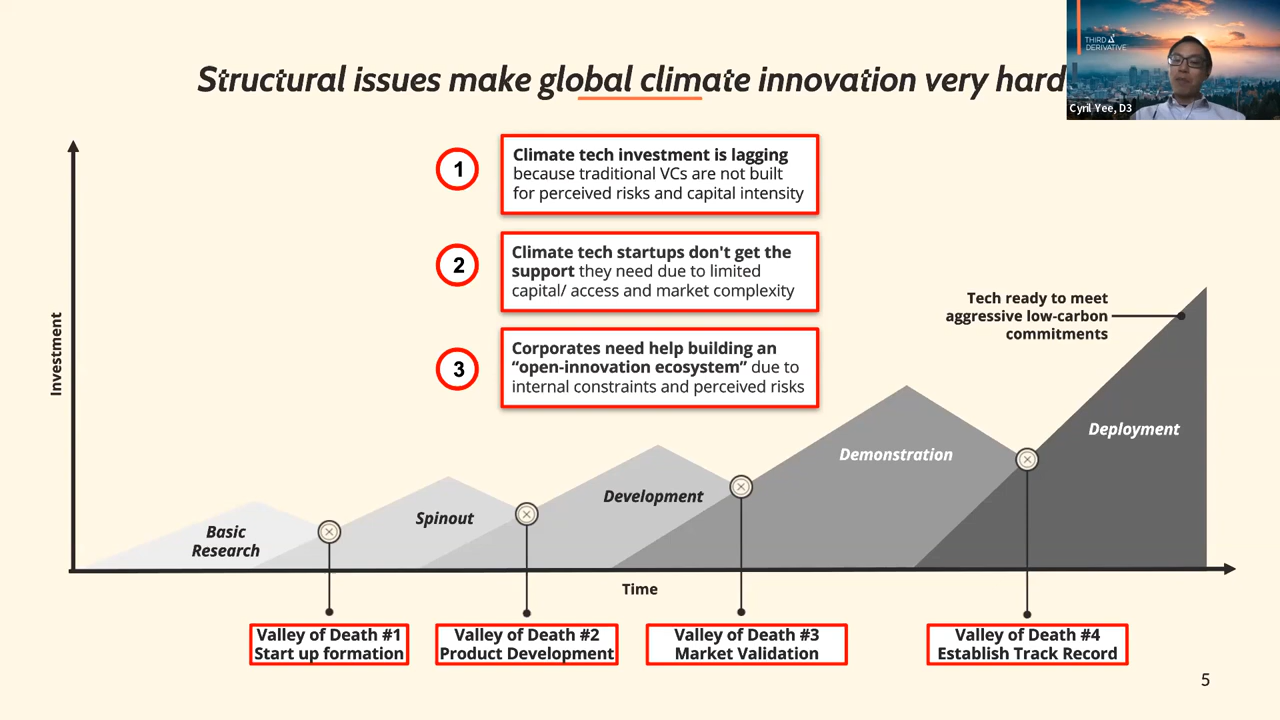 Structural issues make global climate innovation very hard
THIRD
DERIVATIVE
Cyril Yee, D3
1
Climate tech investment is lagging
because traditional VCs are not built
for perceived risks and capital intensity
2
Climate tech startups don't get the
support they need due to limited
capital/ access and market complexity
3
Corporates need help building an
“open-innovation ecosystem” due to
internal constraints and perceived risks
Tech ready to meet
aggressive low-carbon
commitments
Investment
Basic
Research
Spinout
Development
Demonstration
Deployment
Time
Valley of Death #1
Start up formation
Valley of Death #2
Product Development
Valley of Death #3
Market Validation
Valley of Death #4
Establish Track Record
5